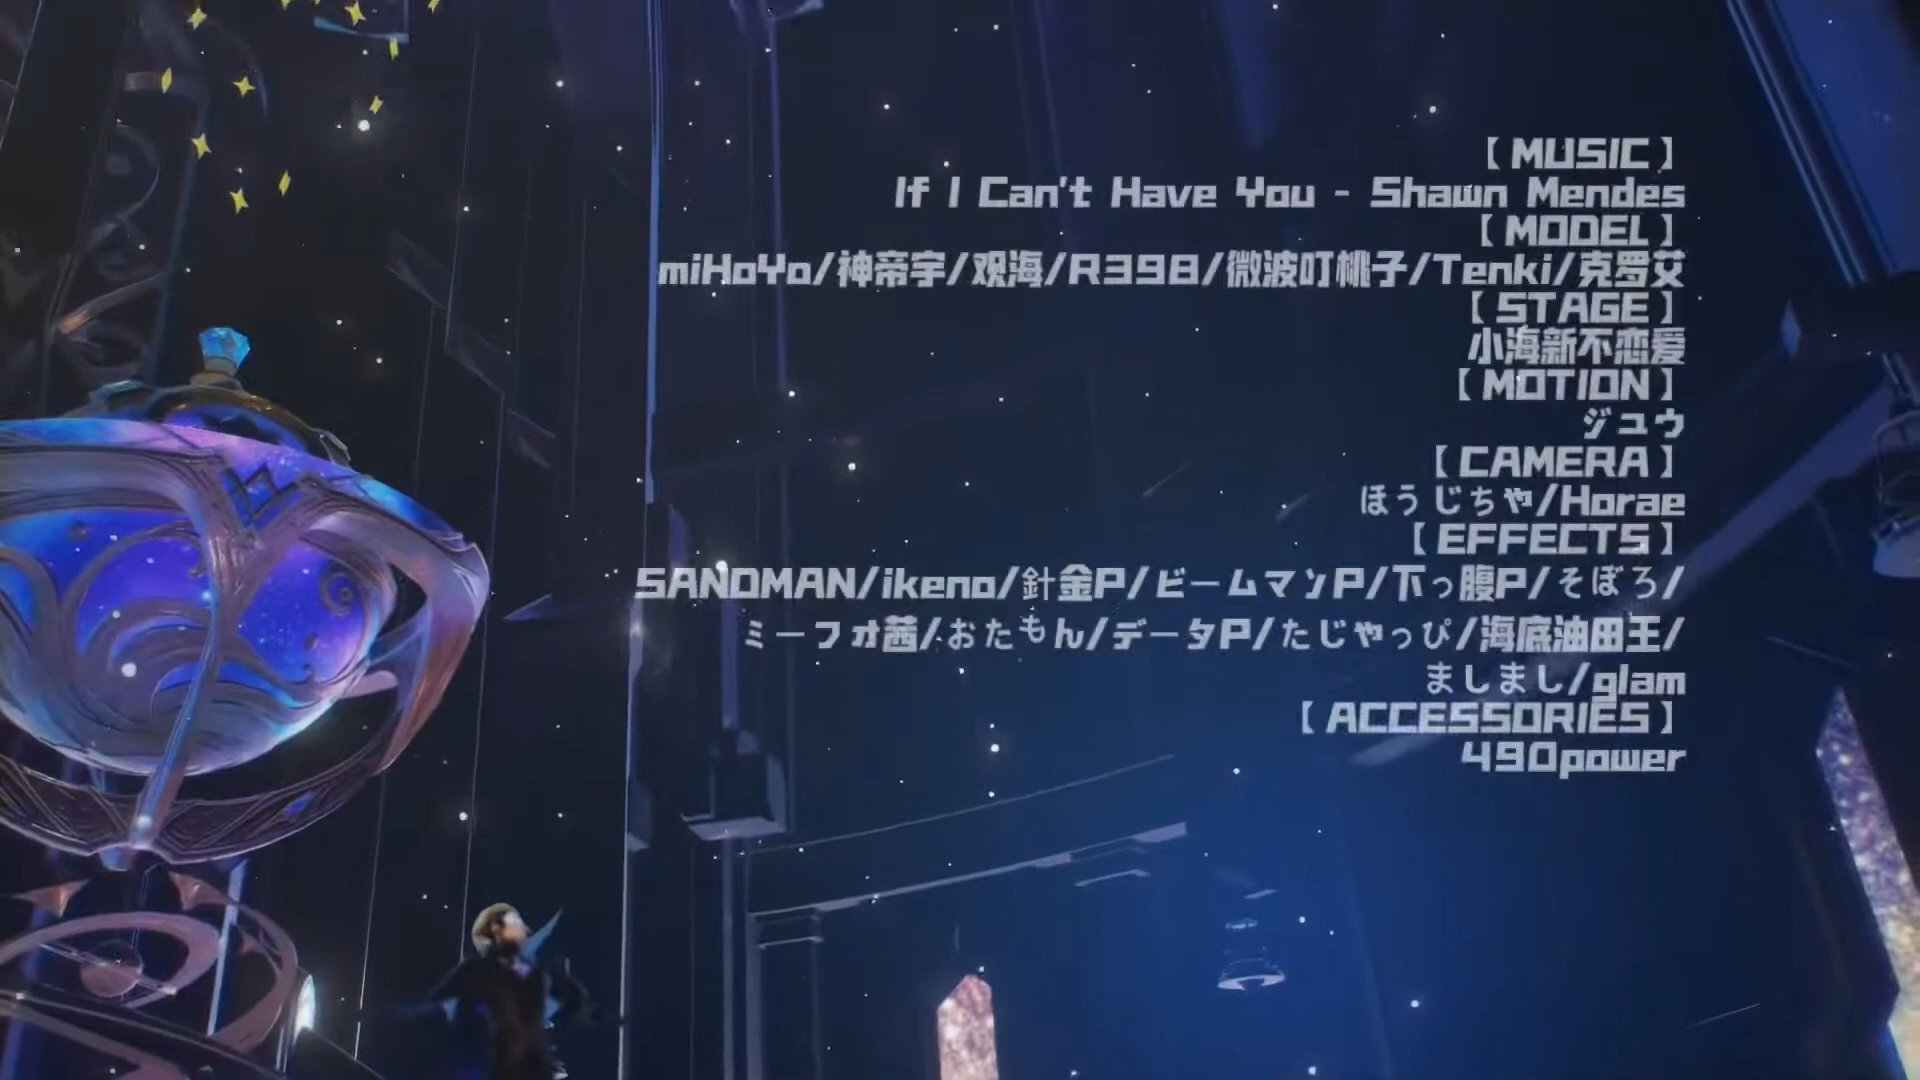 【MUSIC】
If I Can't Have You - Shawn Mendes
【MODEL】
miHoYo/神帝宇/观海/R398/微波叮桃子/Tenki/克罗艾
【STAGE】
小海新不恋爱
【MOTION】
ジュウ
【CAMERA】
ほうじちゃ/Horae
【EFFECTS】
SANDMAN/ikeno/針金P/ビームマンP/下っ腹P/そぼろ/
ミーフォ茜/おたもん/データP/たじゃっぴ/海底油田王/
ましまし/glam
【ACCESSORIES】
490power